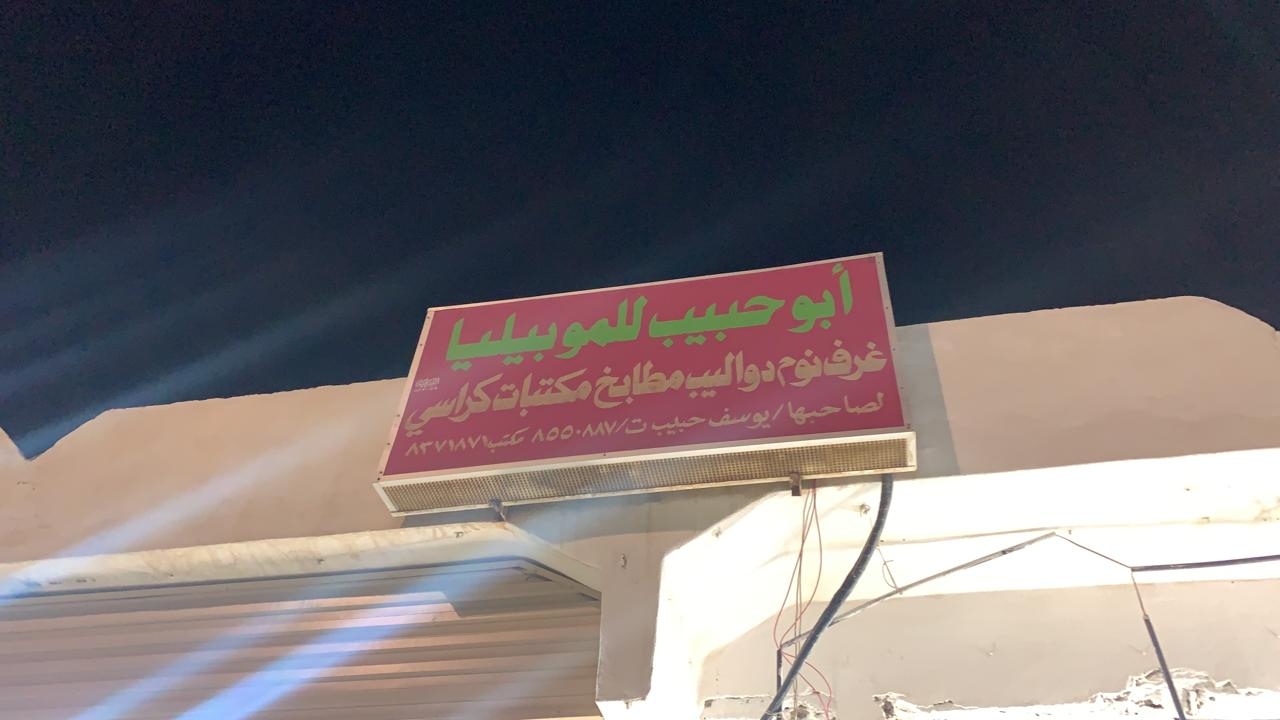 أبو حبيب للموبيليا
غرف نوم دواليب مطابخ مكتبات كراسي
لصاحبها / يوسف حبيب ت/ ٨٥٥٠٨٨٧ مكتب ٨٣٧١٨٧١